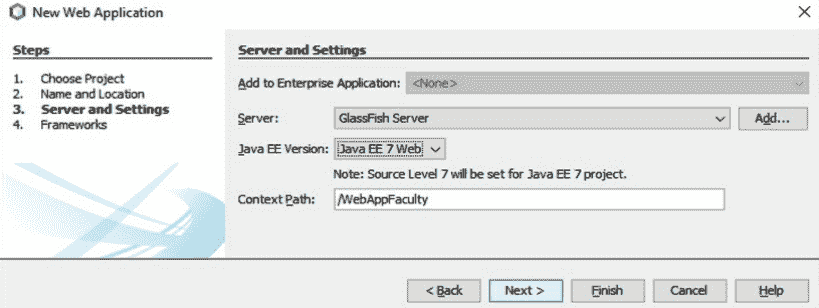 New Web Application
Steps
1. Choose Project
2. Name and Location
3. Server and Settings
4. Frameworks
Server and Settings
Add to Enterprise Application: <None>
Server: GlassFish Server Add...
Java EE Version: Java EE 7 Web
Note: Source Level 7 will be set for Java EE 7 project.
Context Path: /WebAppFaculty
< Back Next > Finish Cancel Help